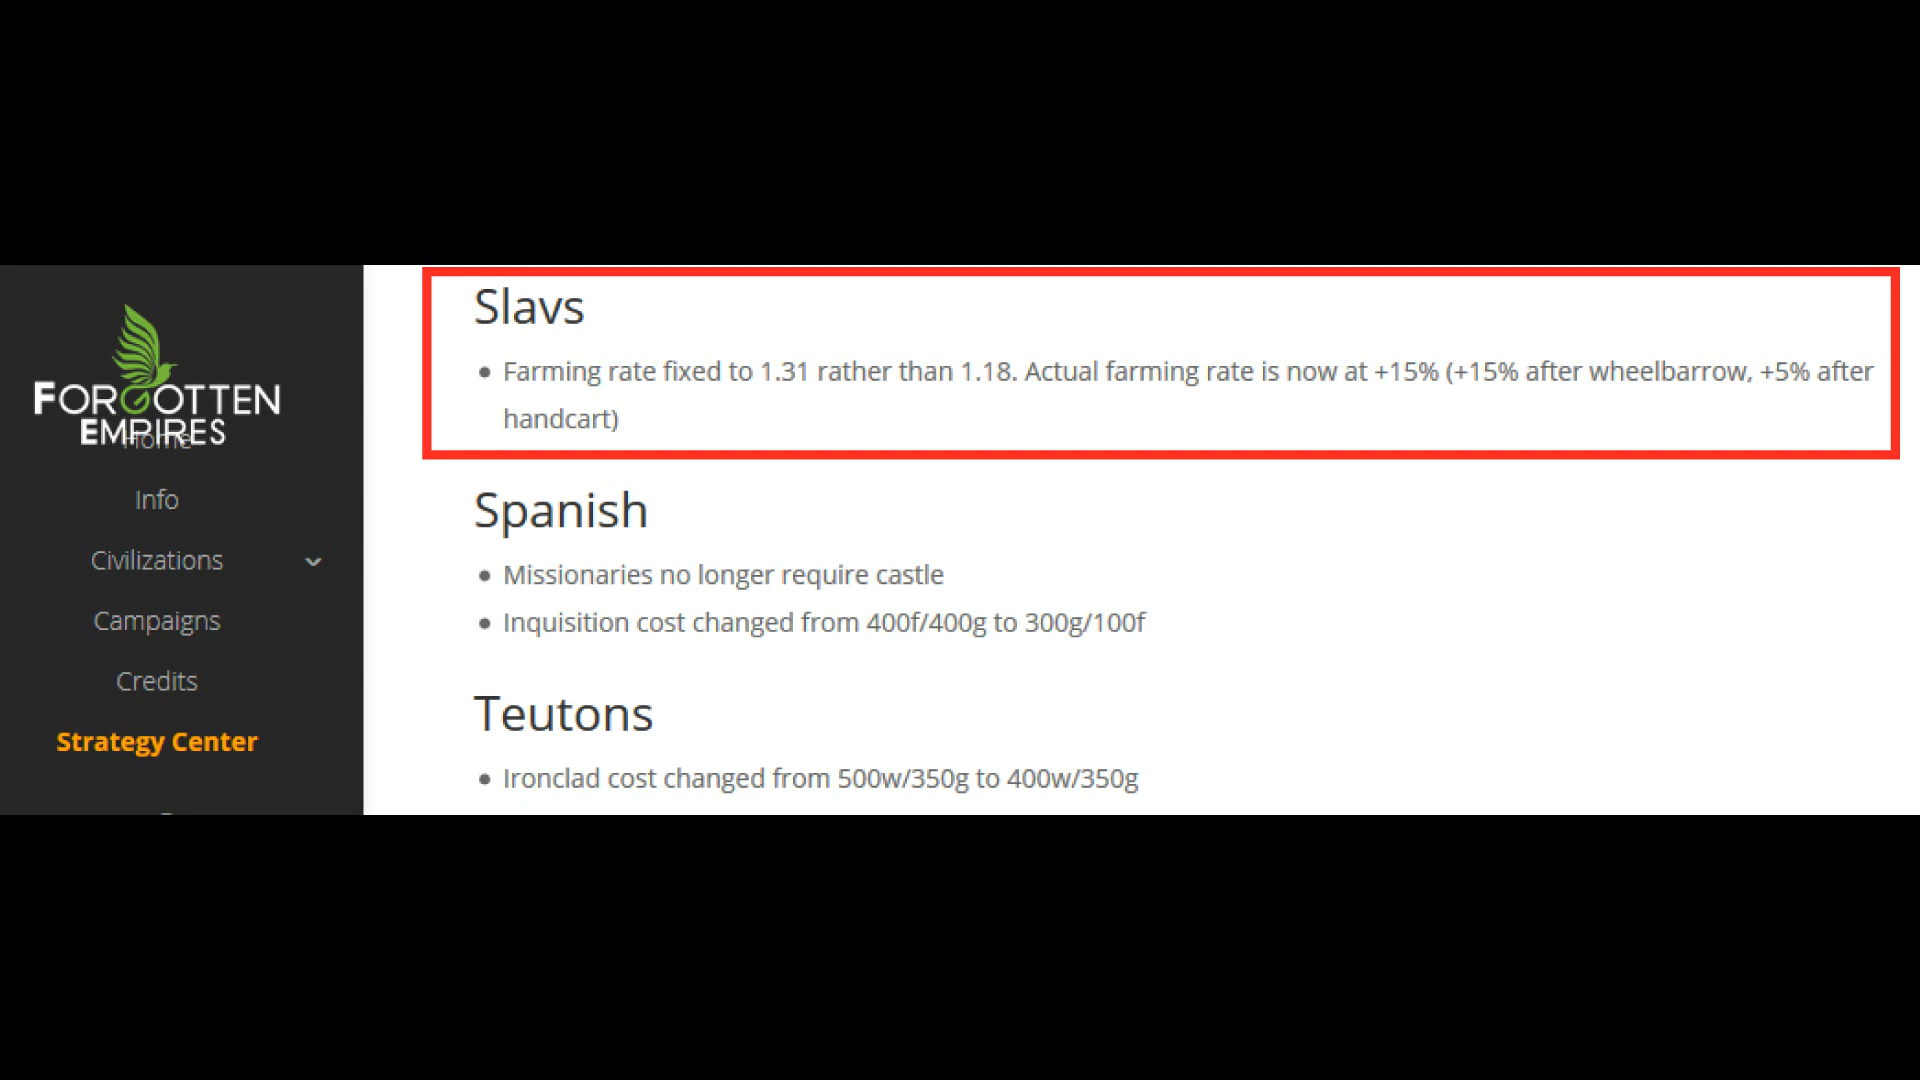 FORGOTTEN
EMPIRES
Home
Info
Civilizations
Campaigns
Credits
Strategy Center
Slavs
Farming rate fixed to 1.31 rather than 1.18. Actual farming rate is now at +15% (+15% after wheelbarrow, +5% after
handcart)
Spanish
Missionaries no longer require castle
Inquisition cost changed from 400f/400g to 300g/100f
Teutons
Ironclad cost changed from 500w/350g to 400w/350g